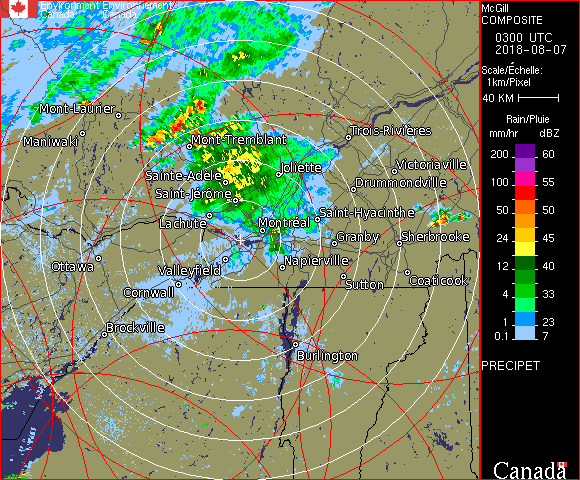 Environment Environnement
Canada Canada
McGill
COMPOSITE
0300 UTC
2018-08-07
Scale/Échelle:
1km/Pixel
40 KM
Rain/Pluie
mm/hr dBZ
200 60
100 55
50 50
24 45
12 40
4 33
1 23
0.1 7
PRECIPET
Canada
Mont-Laurier
Maniwaki
Mont-Tremblant
Trois-Rivières
Sainte-Adèle
Joliette
Victoriaville
Saint-Jérome
Drummondville
Lachute
Montréal
Saint-Hyacinthe
Granby
Sherbrooke
Ottawa
Valleyfield
Napierville
Cornwall
Sutton
Coaticook
Brockville
Burlington